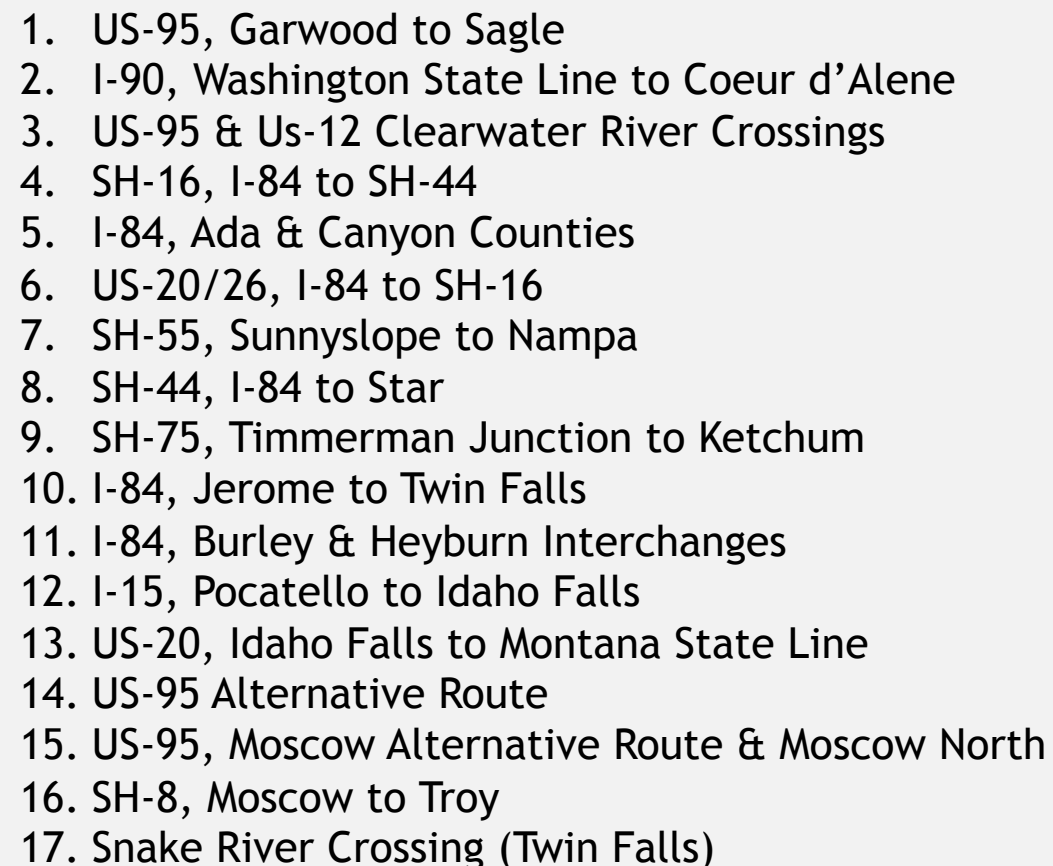 1. US-95, Garwood to Sagle
2. I-90, Washington State Line to Coeur d’Alene
3. US-95 & Us-12 Clearwater River Crossings
4. SH-16, I-84 to SH-44
5. I-84, Ada & Canyon Counties
6. US-20/26, I-84 to SH-16
7. SH-55, Sunnyslope to Nampa
8. SH-44, I-84 to Star
9. SH-75, Timmerman Junction to Ketchum
10. I-84, Jerome to Twin Falls
11. I-84, Burley & Heyburn Interchanges
12. I-15, Pocatello to Idaho Falls
13. US-20, Idaho Falls to Montana State Line
14. US-95 Alternative Route
15. US-95, Moscow Alternative Route & Moscow North
16. SH-8, Moscow to Troy
17. Snake River Crossing (Twin Falls)